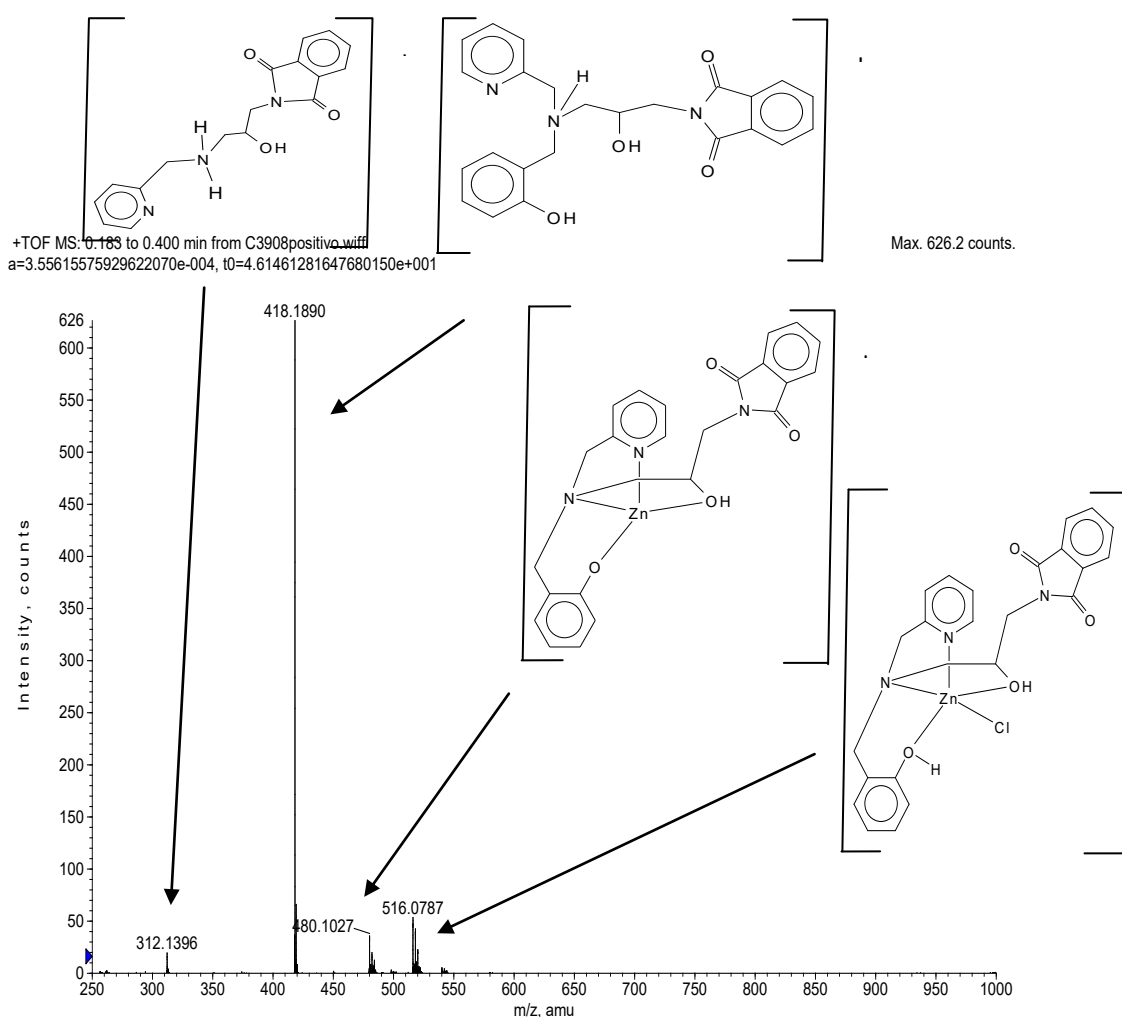 O
N
O
OH
H
N
H
N
N
H
N
OH
N
O
O
OH
+TOF MS: 0.183 to 0.400 min from C3908positivo.wiff
a=3.55615575929622070e-004, t0=4.61461281647680150e+001
Max. 626.2 counts.
626
600
550
500
450
400
350
300
250
200
150
100
50
0
Intensity, counts
418.1890
312.1396
480.1027
516.0787
O
N
O
N
N
OH
Zn
O
O
N
O
N
N
OH
Zn
Cl
O
H
250 300 350 400 450 500 550 600 650 700 750 800 850 900 950 1000
m/z, amu